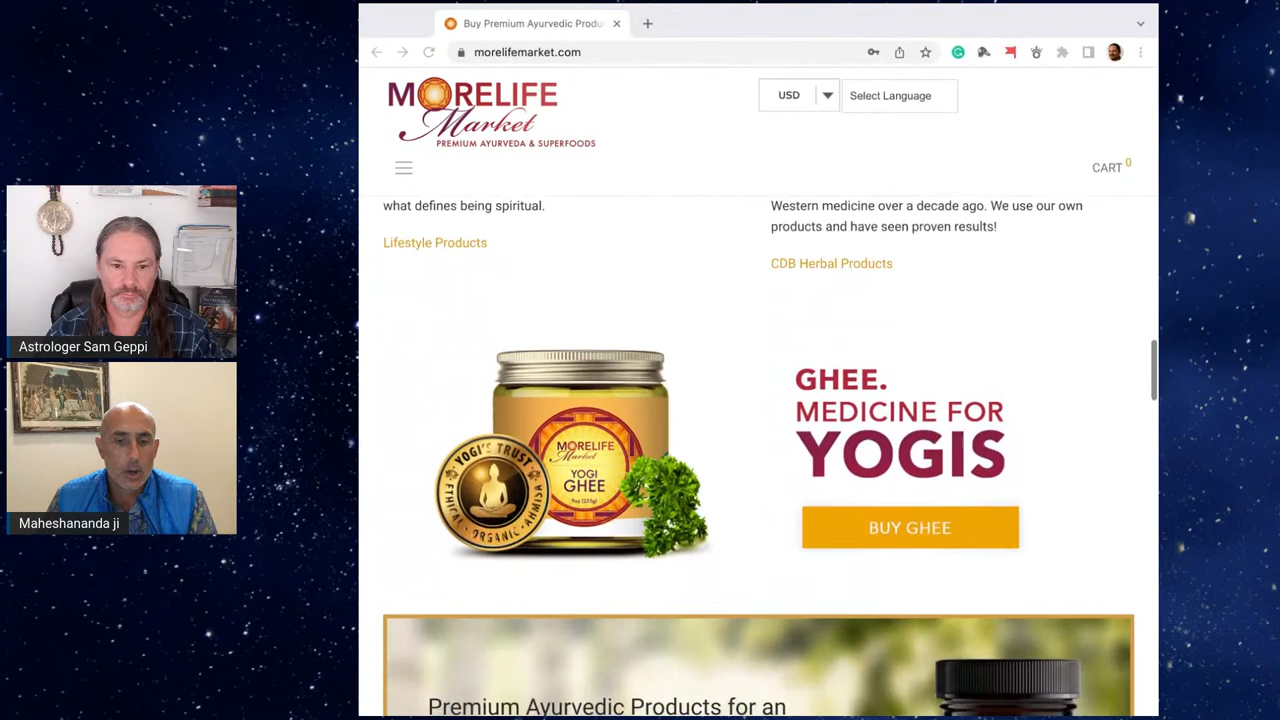 Buy Premium Ayurvedic Produ
morelifemarket.com
MORELIFE
Market
PREMIUM AYURVEDA & SUPERFOODS
USD
Select Language
CART 0
what defines being spiritual.
Lifestyle Products
Western medicine over a decade ago. We use our own
products and have seen proven results!
CDB Herbal Products
MORELIFE
Market
YOGI
GHEE
9oz (255g)
YOGI'S TRUST
ETHICAL · ORGANIC · AHIMSA
GHEE.
MEDICINE FOR
YOGIS
BUY GHEE
Premium Ayurvedic Products for an
Astrologer Sam Geppi
Maheshananda ji